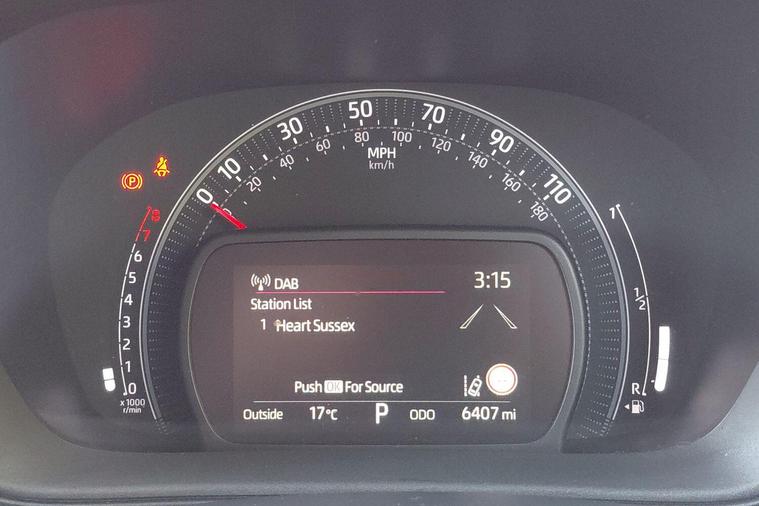 0 10 30 50 70 90 110
0 20 40 60 80 100 120 140 160 180
MPH
km/h
P
8
7
6
5
4
3
2
1
0
x 1000
r/min
1
1/2
R
DAB 3:15
Station List
1 Heart Sussex
Push OK For Source
Outside 17°C P ODO 6407 mi